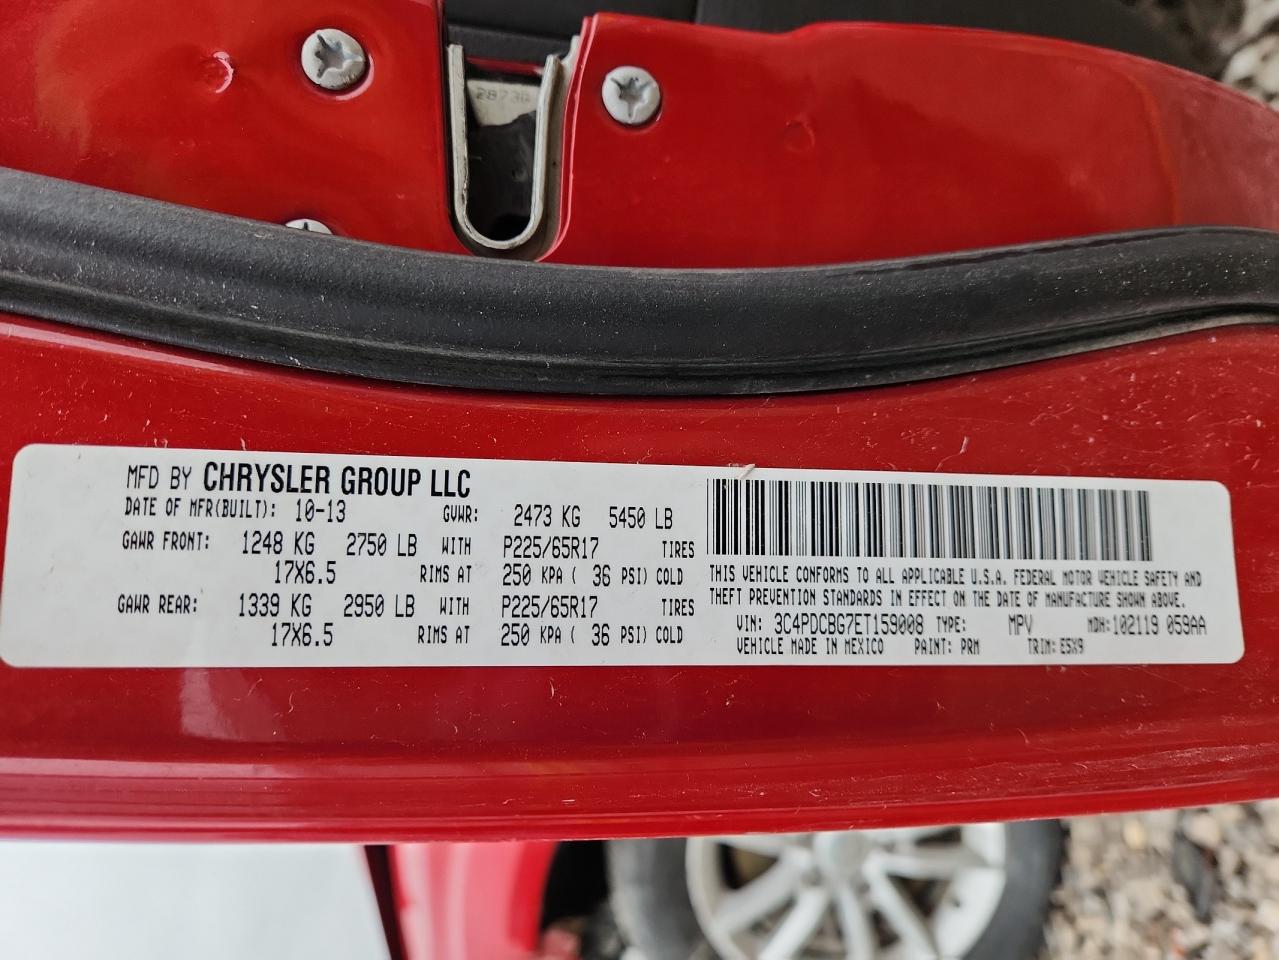 2873A
MFD BY CHRYSLER GROUP LLC
DATE OF MFR(BUILT): 10-13 GVWR: 2473 KG 5450 LB
GAWR FRONT: 1248 KG 2750 LB WITH P225/65R17 TIRES
17X6.5 RIMS AT 250 KPA ( 36 PSI) COLD
GAWR REAR: 1339 KG 2950 LB WITH P225/65R17 TIRES
17X6.5 RIMS AT 250 KPA ( 36 PSI) COLD
THIS VEHICLE CONFORMS TO ALL APPLICABLE U.S.A. FEDERAL MOTOR VEHICLE SAFETY AND
THEFT PREVENTION STANDARDS IN EFFECT ON THE DATE OF MANUFACTURE SHOWN ABOVE.
VIN: 3C4PDCBG7ET159008 TYPE: MPV MDH:102119 059AA
VEHICLE MADE IN MEXICO PAINT: PRM TRIM: E5X9